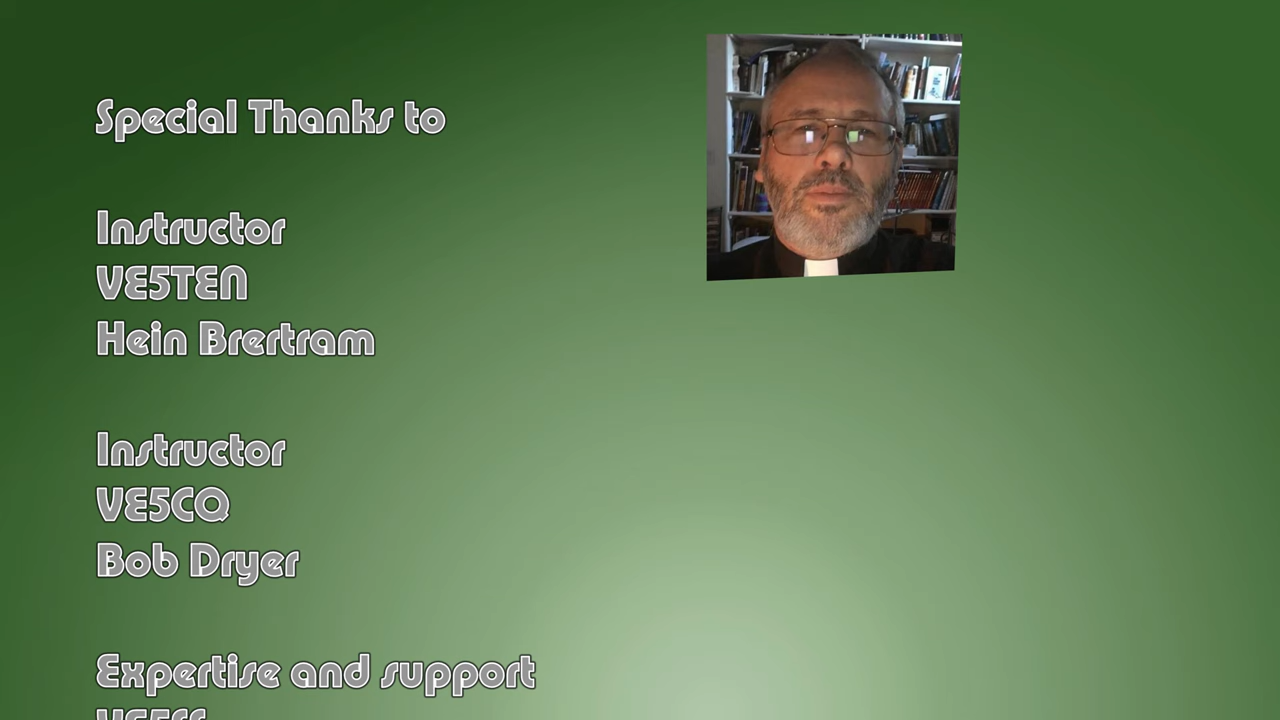 Special Thanks to
Instructor
VE5TEN
Hein Brertram
Instructor
VE5CQ
Bob Dryer
Expertise and support